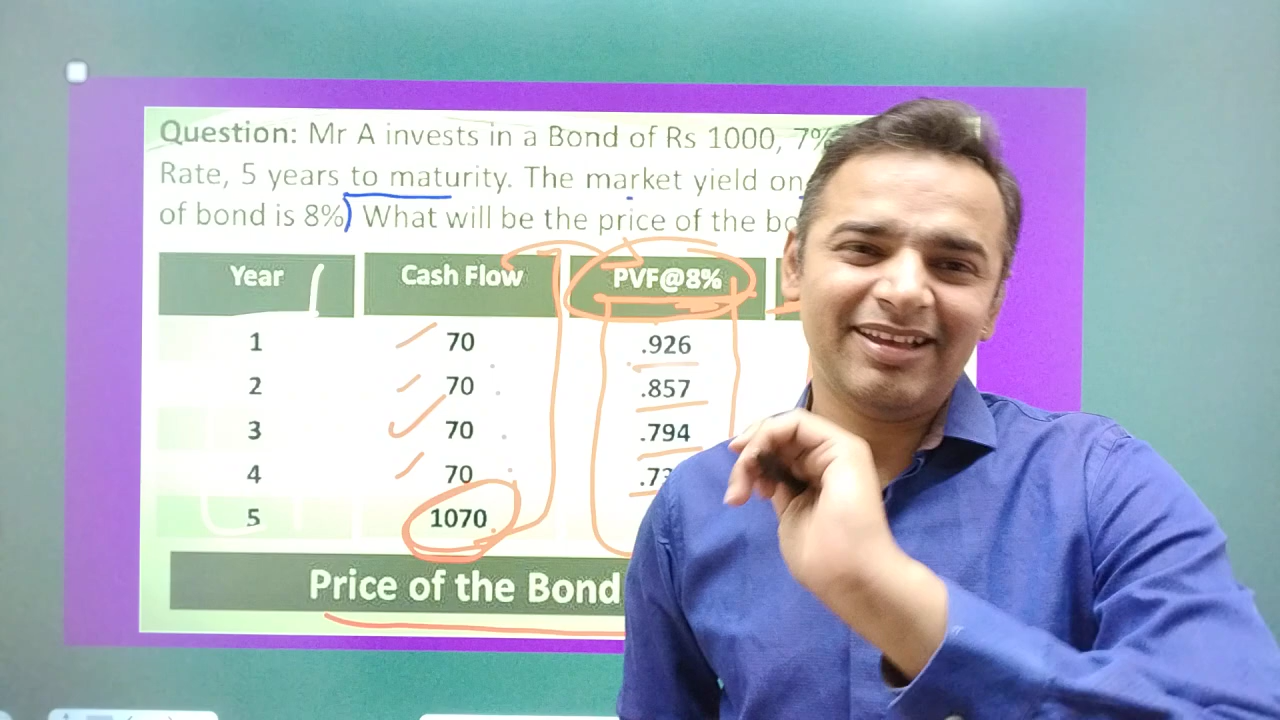 Question: Mr A invests in a Bond of Rs 1000, 7%
Rate, 5 years to maturity. The market yield on
of bond is 8% What will be the price of the
Year Cash Flow PVF@8%
1 70 .926
2 70 .857
3 70 .794
4 70
5 1070
Price of the Bond